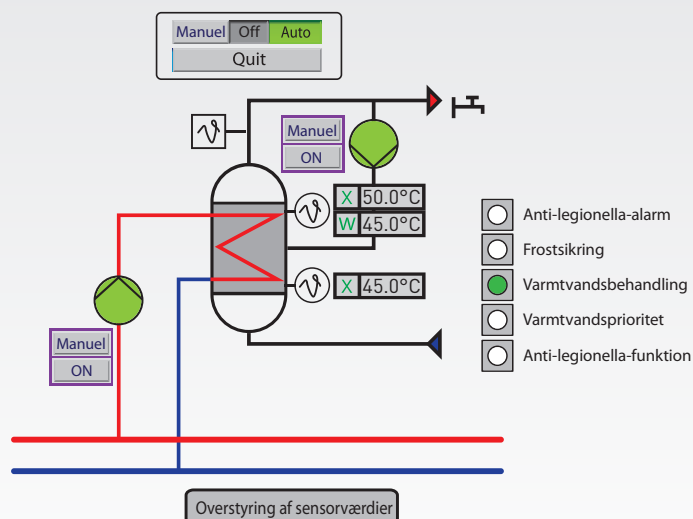 Manuel Off Auto
Quit
Manuel
ON
X 50.0°C
W 45.0°C
X 45.0°C
Anti-legionella-alarm
Frostsikring
Varmtvandsbehandling
Varmtvandsprioritet
Anti-legionella-funktion
Manuel
ON
Overstyring af sensorværdier